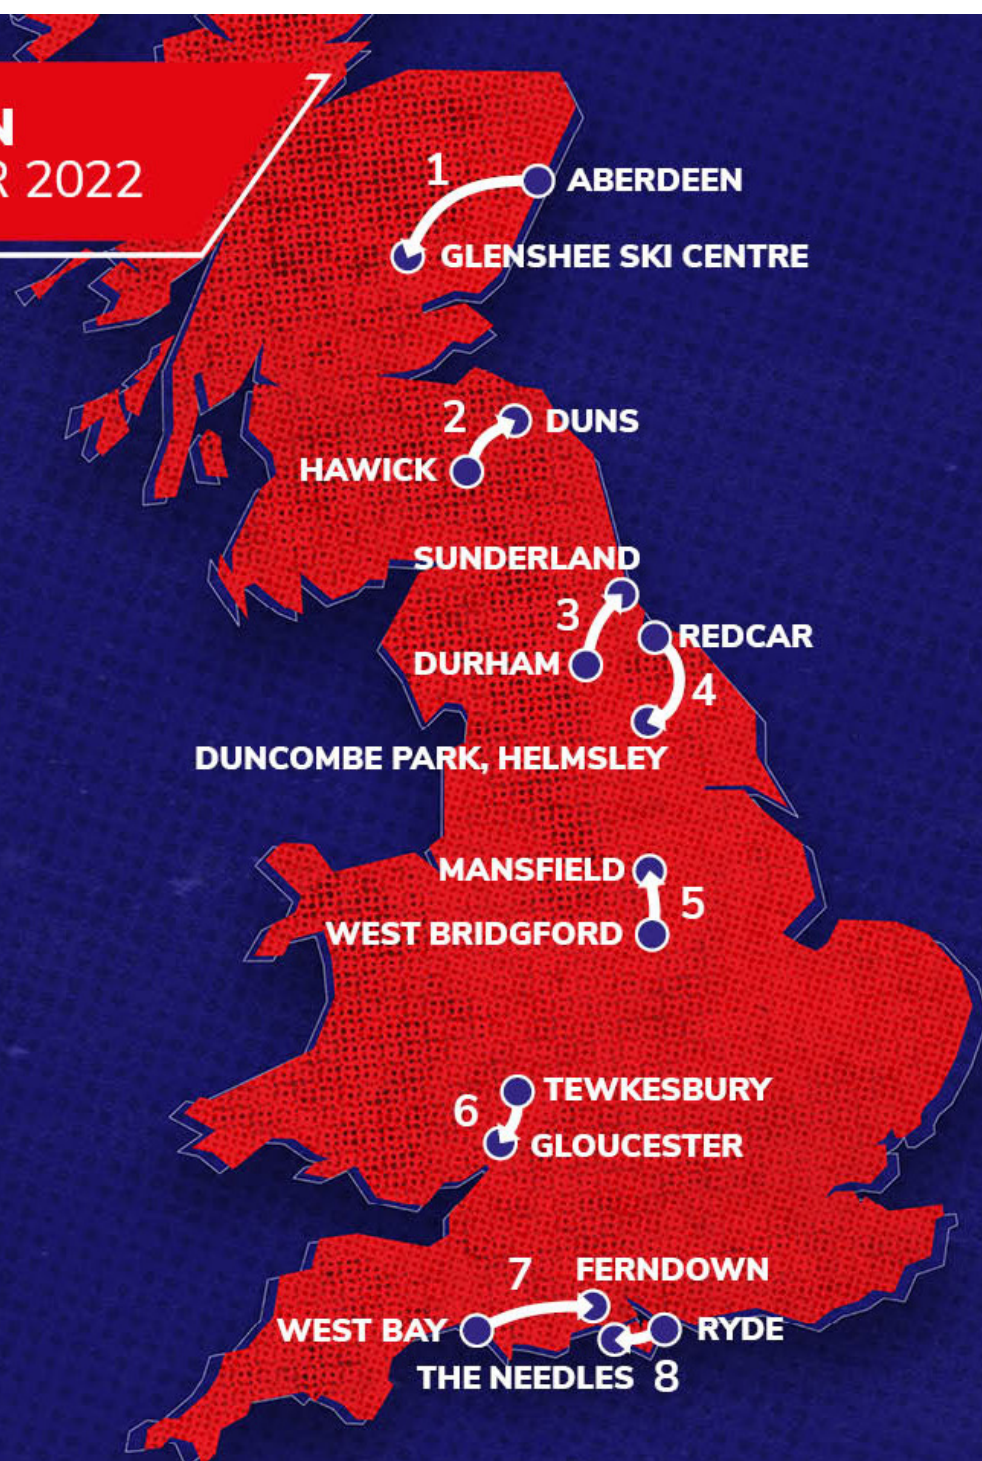 N
R 2022
1
ABERDEEN
GLENSHEE SKI CENTRE
2
DUNS
HAWICK
SUNDERLAND
3
REDCAR
DURHAM
4
DUNCOMBE PARK, HELMSLEY
MANSFIELD
5
WEST BRIDGFORD
TEWKESBURY
6
GLOUCESTER
7
FERNDOWN
WEST BAY
RYDE
THE NEEDLES
8